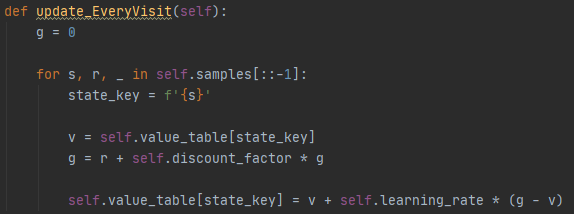 def update_EveryVisit(self):
    g = 0
    for s, r, _ in self.samples[::-1]:
        state_key = f'{s}'
        v = self.value_table[state_key]
        g = r + self.discount_factor * g
        self.value_table[state_key] = v + self.learning_rate * (g - v)